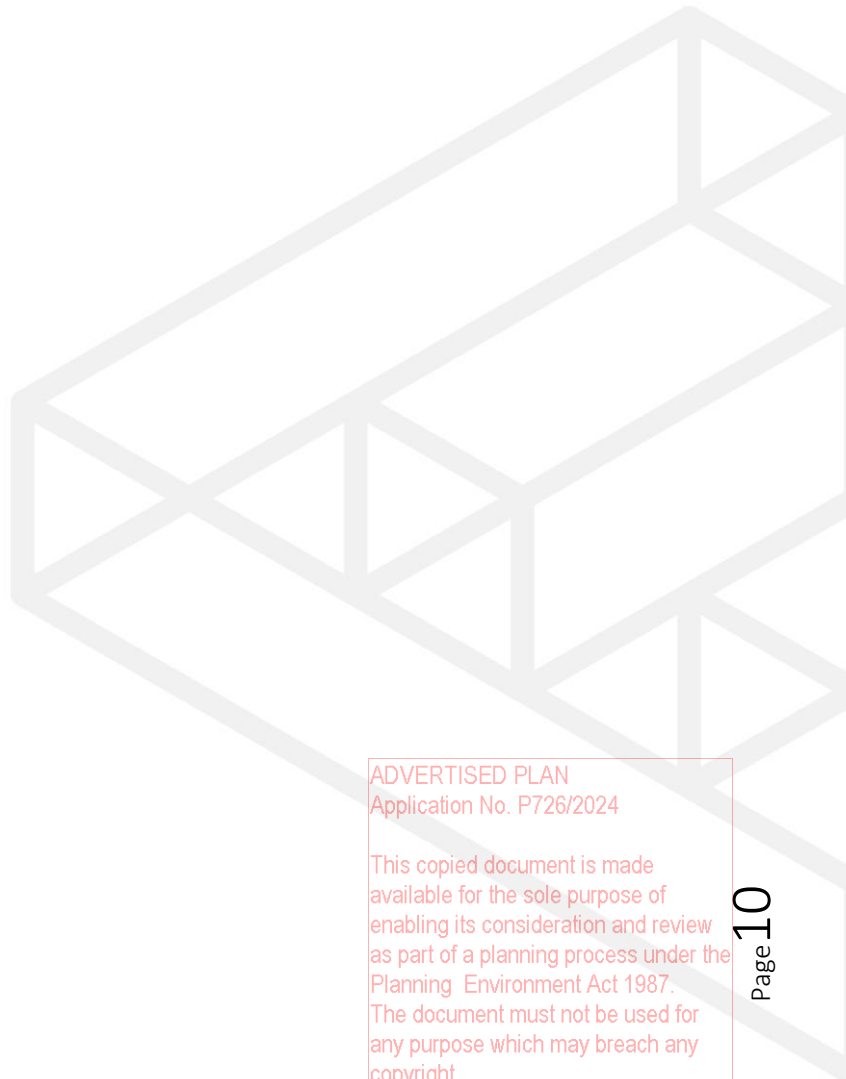 ADVERTISED PLAN
Application No. P726/2024
This copied document is made
available for the sole purpose of
enabling its consideration and review
as part of a planning process under the
Planning  Environment Act 1987.
The document must not be used for
any purpose which may breach any
copyright
Page 10